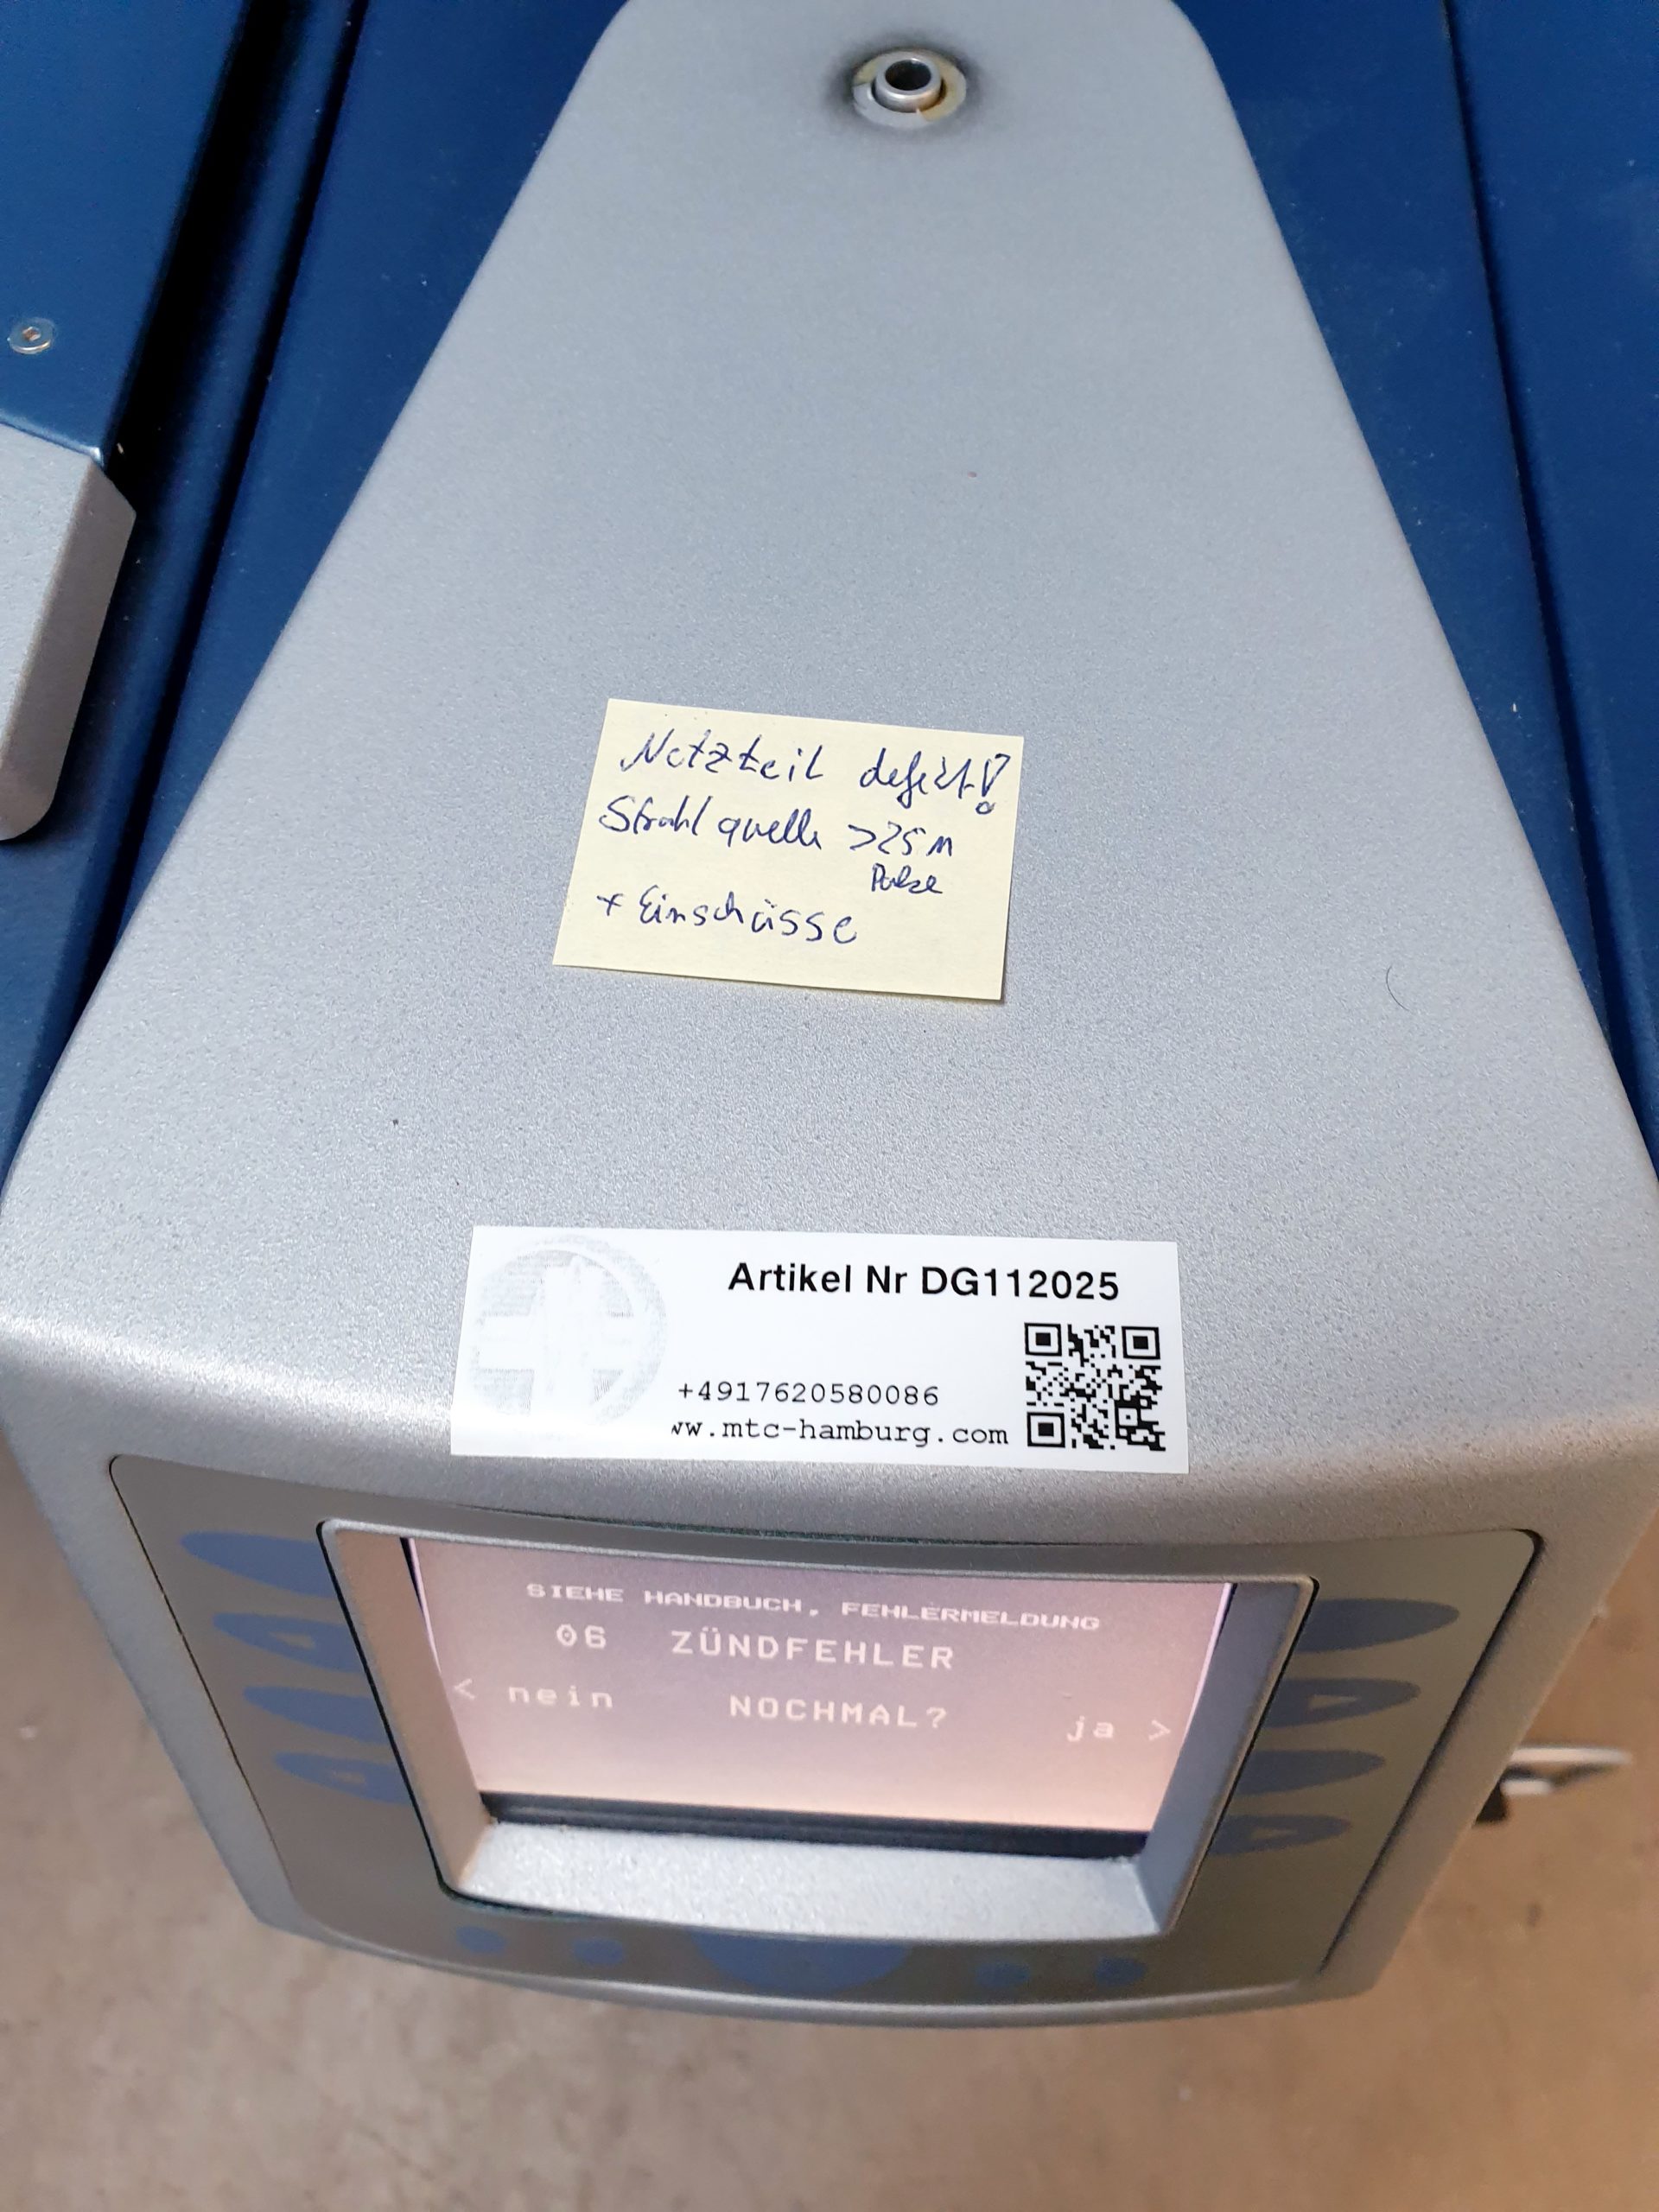 Netzteil defekt!
Strahlquelle >25M
Pulse
+ Einschüsse
Artikel Nr DG112025
+4917620580086
ww.mtc-hamburg.com
SIEHE HANDBUCH, FEHLERMELDUNG
06 ZÜNDFEHLER
< nein NOCHMAL? ja >